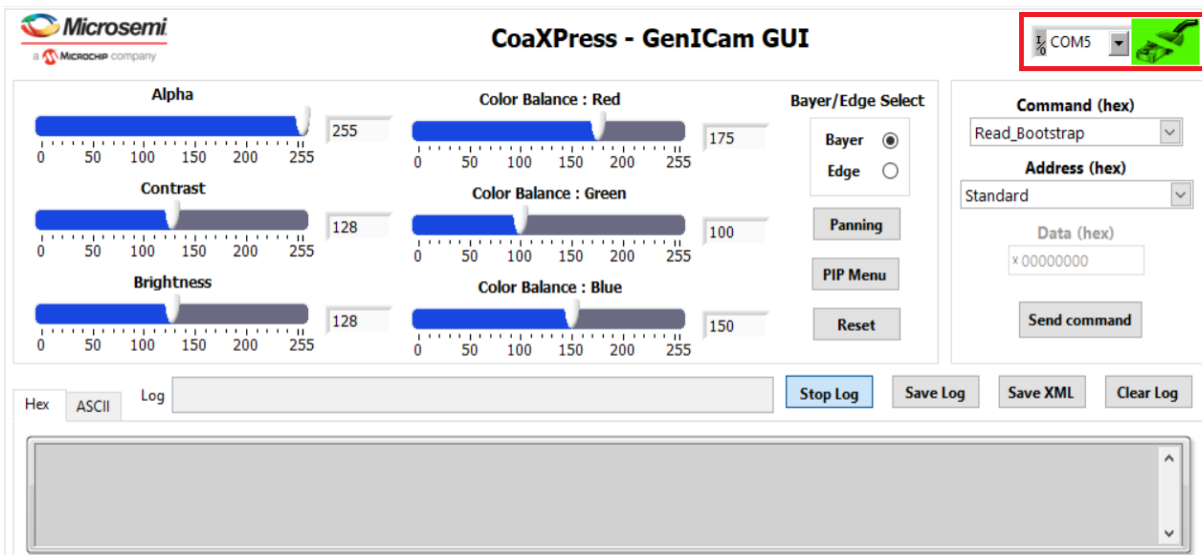 Microsemi
a MICROCHIP company
CoaXPress - GenICam GUI
I/O COM5
Alpha
255
0 50 100 150 200 255
Contrast
128
0 50 100 150 200 255
Brightness
128
0 50 100 150 200 255
Color Balance : Red
175
0 50 100 150 200 255
Color Balance : Green
100
0 50 100 150 200 255
Color Balance : Blue
150
0 50 100 150 200 255
Bayer/Edge Select
Bayer
Edge
Panning
PIP Menu
Reset
Command (hex)
Read_Bootstrap
Address (hex)
Standard
Data (hex)
x 00000000
Send command
Hex
ASCII
Log
Stop Log
Save Log
Save XML
Clear Log